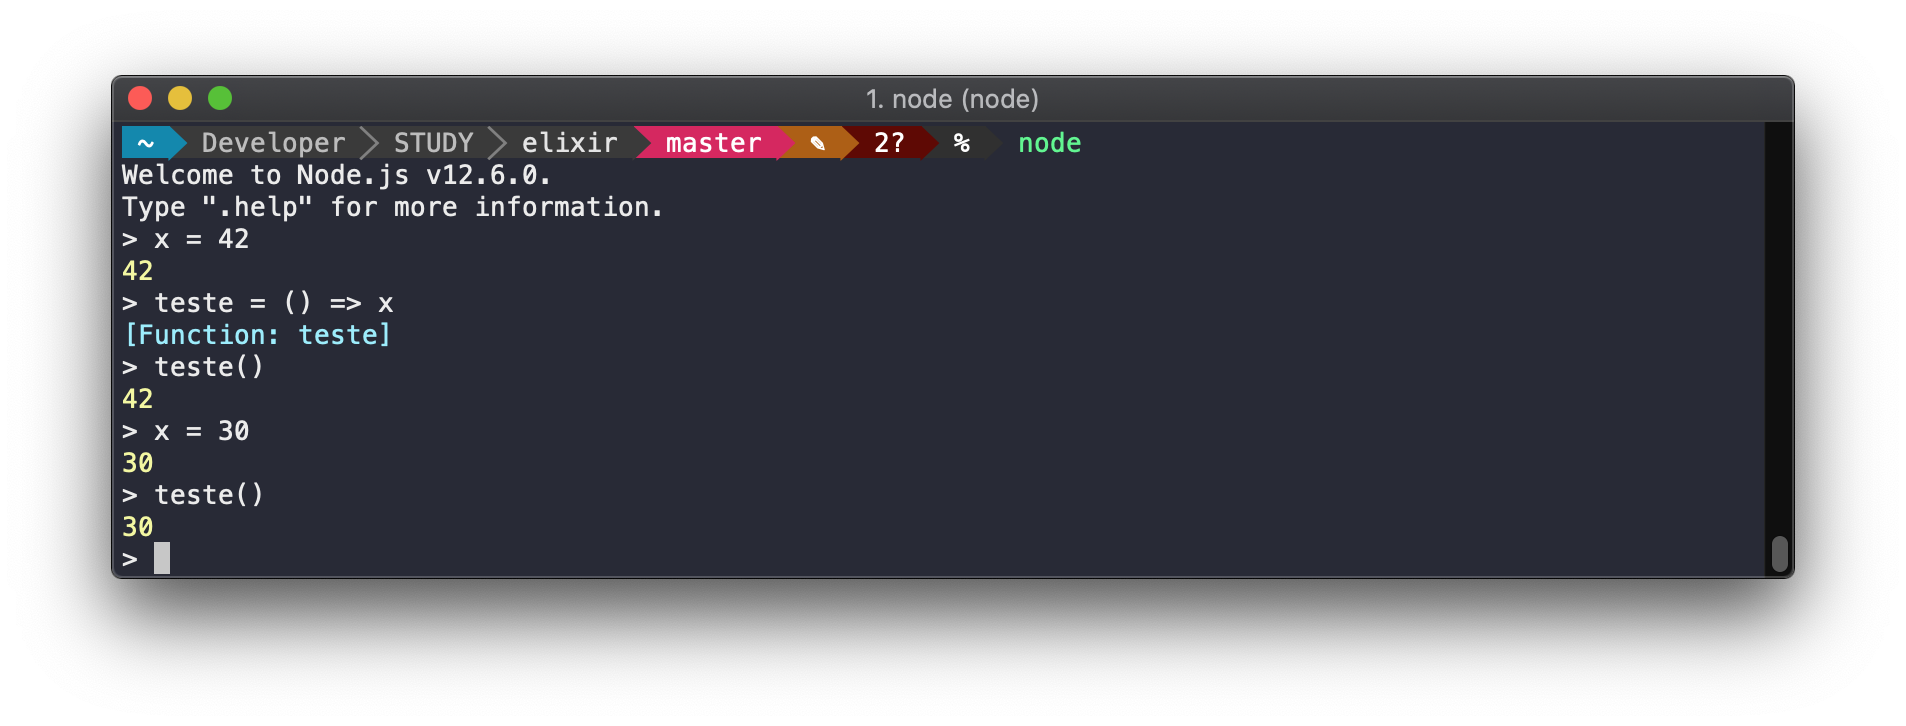 1. node (node)
~ Developer STUDY elixir master ✎ 2? % node
Welcome to Node.js v12.6.0.
Type ".help" for more information.
> x = 42
42
> teste = () => x
[Function: teste]
> teste()
42
> x = 30
30
> teste()
30
>